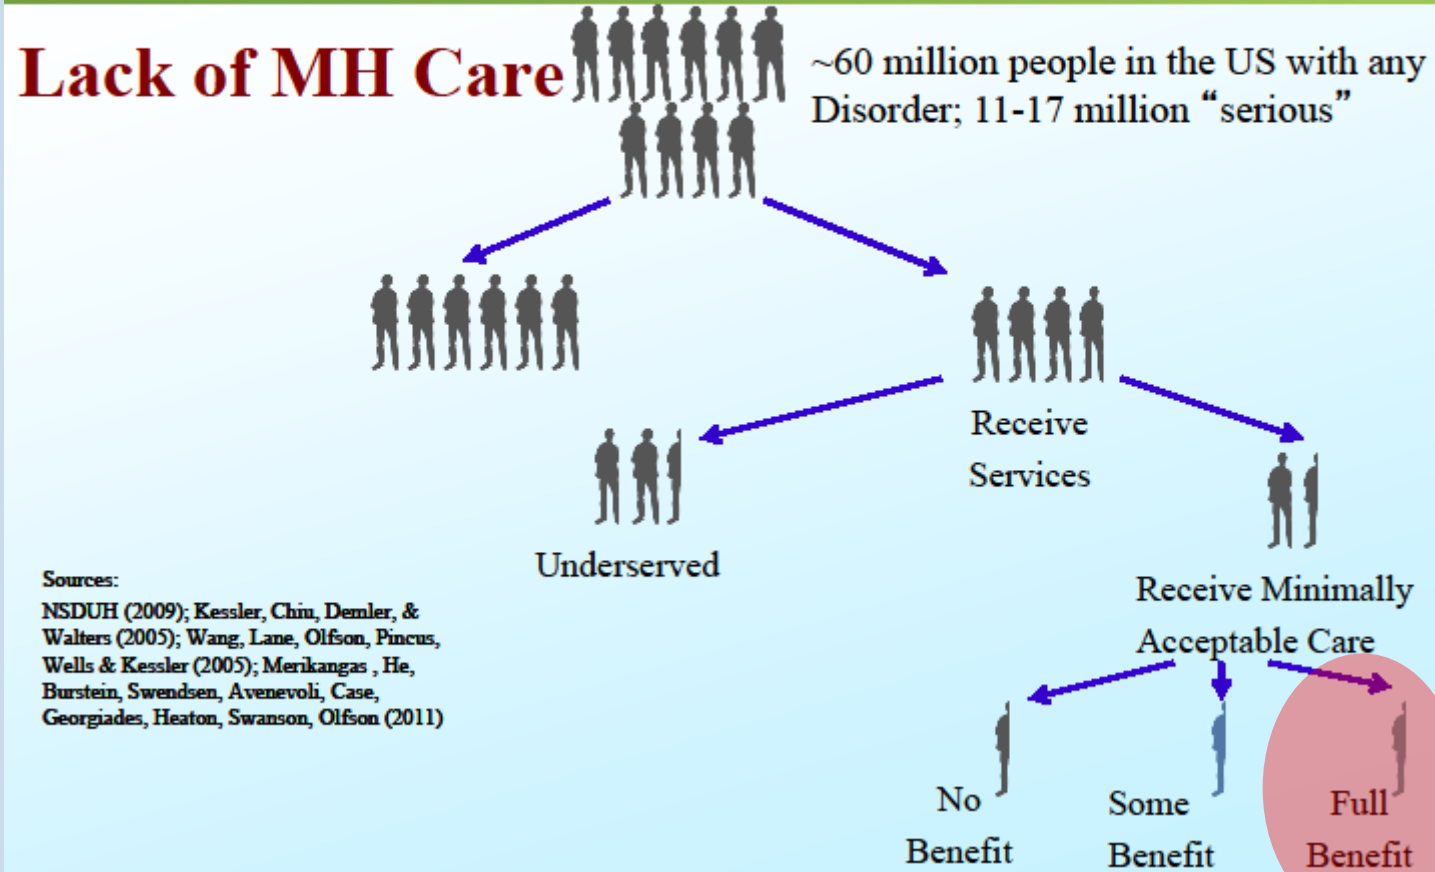 Lack of MH Care
~60 million people in the US with any
Disorder; 11-17 million “serious”
Receive
Services
Underserved
Receive Minimally
Acceptable Care
Sources:
NSDUH (2009); Kessler, Chiu, Demler, &
Walters (2005); Wang, Lane, Olfson, Pincus,
Wells & Kessler (2005); Merikangas , He,
Burstein, Swendsen, Avenevoli, Case,
Georgiades, Heaton, Swanson, Olfson (2011)
No
Benefit
Some
Benefit
Full
Benefit